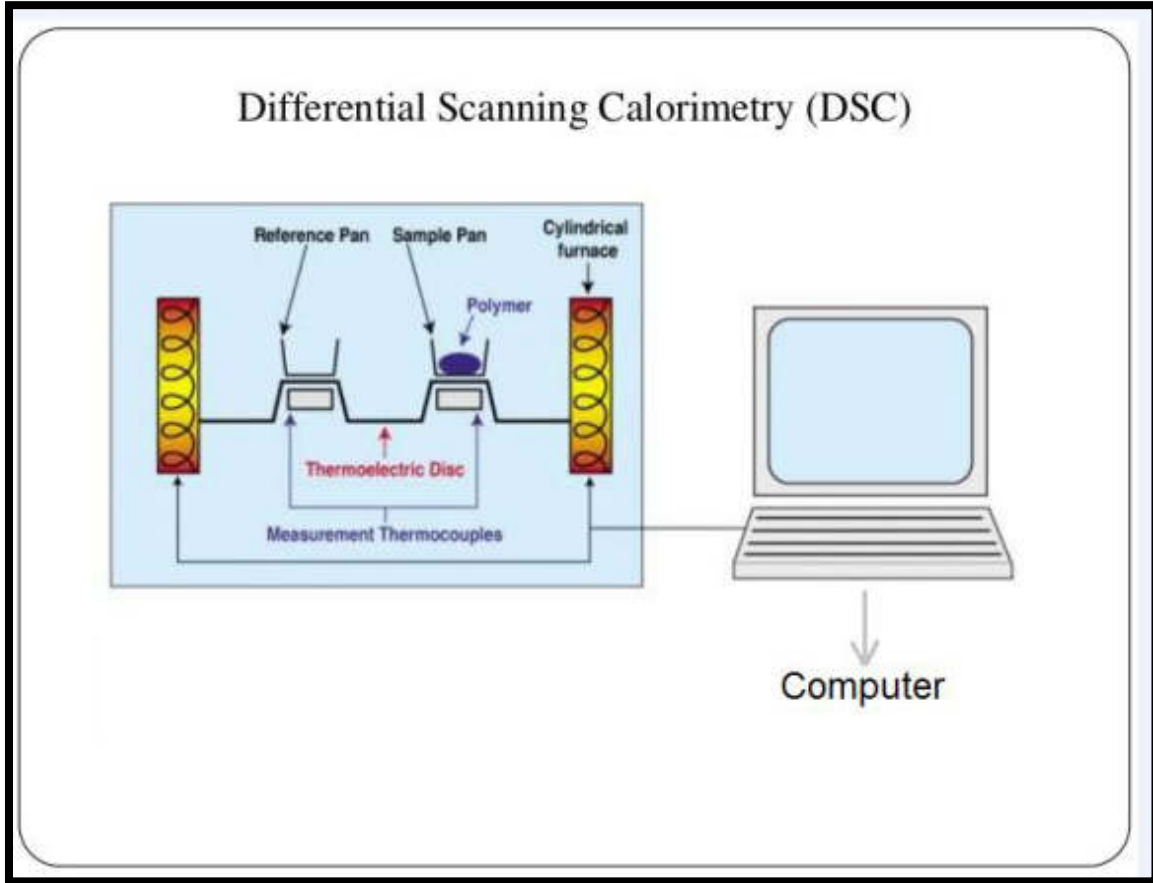 Differential Scanning Calorimetry (DSC)
Reference Pan
Sample Pan
Cylindrical
furnace
Polymer
Thermoelectric Disc
Measurement Thermocouples
Computer